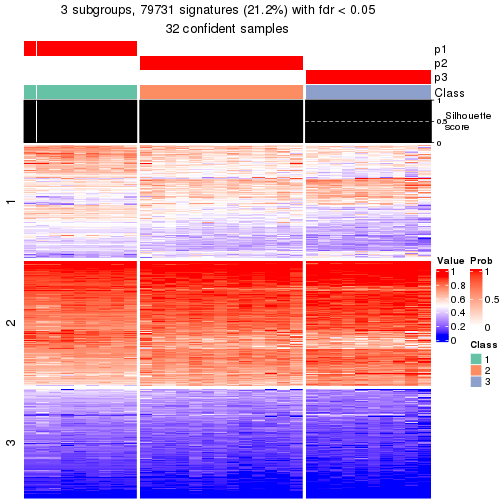 3 subgroups, 79731 signatures (21.2%) with fdr < 0.05
32 confident samples
p1
p2
p3
Class
1
0.5
0
Silhouette
score
1
2
3
Value
1
0.8
0.6
0.4
0.2
0
Prob
1
0.5
0
Class
1
2
3